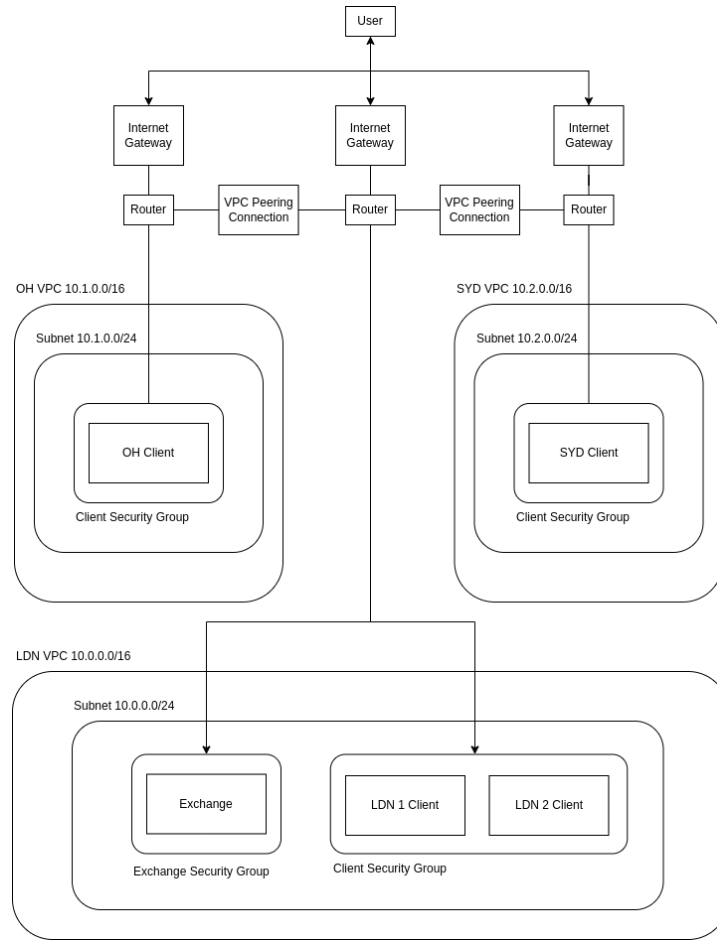 User
Internet
Gateway
Internet
Gateway
Internet
Gateway
Router
VPC Peering
Connection
Router
VPC Peering
Connection
Router
OH VPC 10.1.0.0/16
SYD VPC 10.2.0.0/16
Subnet 10.1.0.0/24
Subnet 10.2.0.0/24
OH Client
SYD Client
Client Security Group
Client Security Group
LDN VPC 10.0.0.0/16
Subnet 10.0.0.0/24
Exchange
LDN 1 Client
LDN 2 Client
Exchange Security Group
Client Security Group